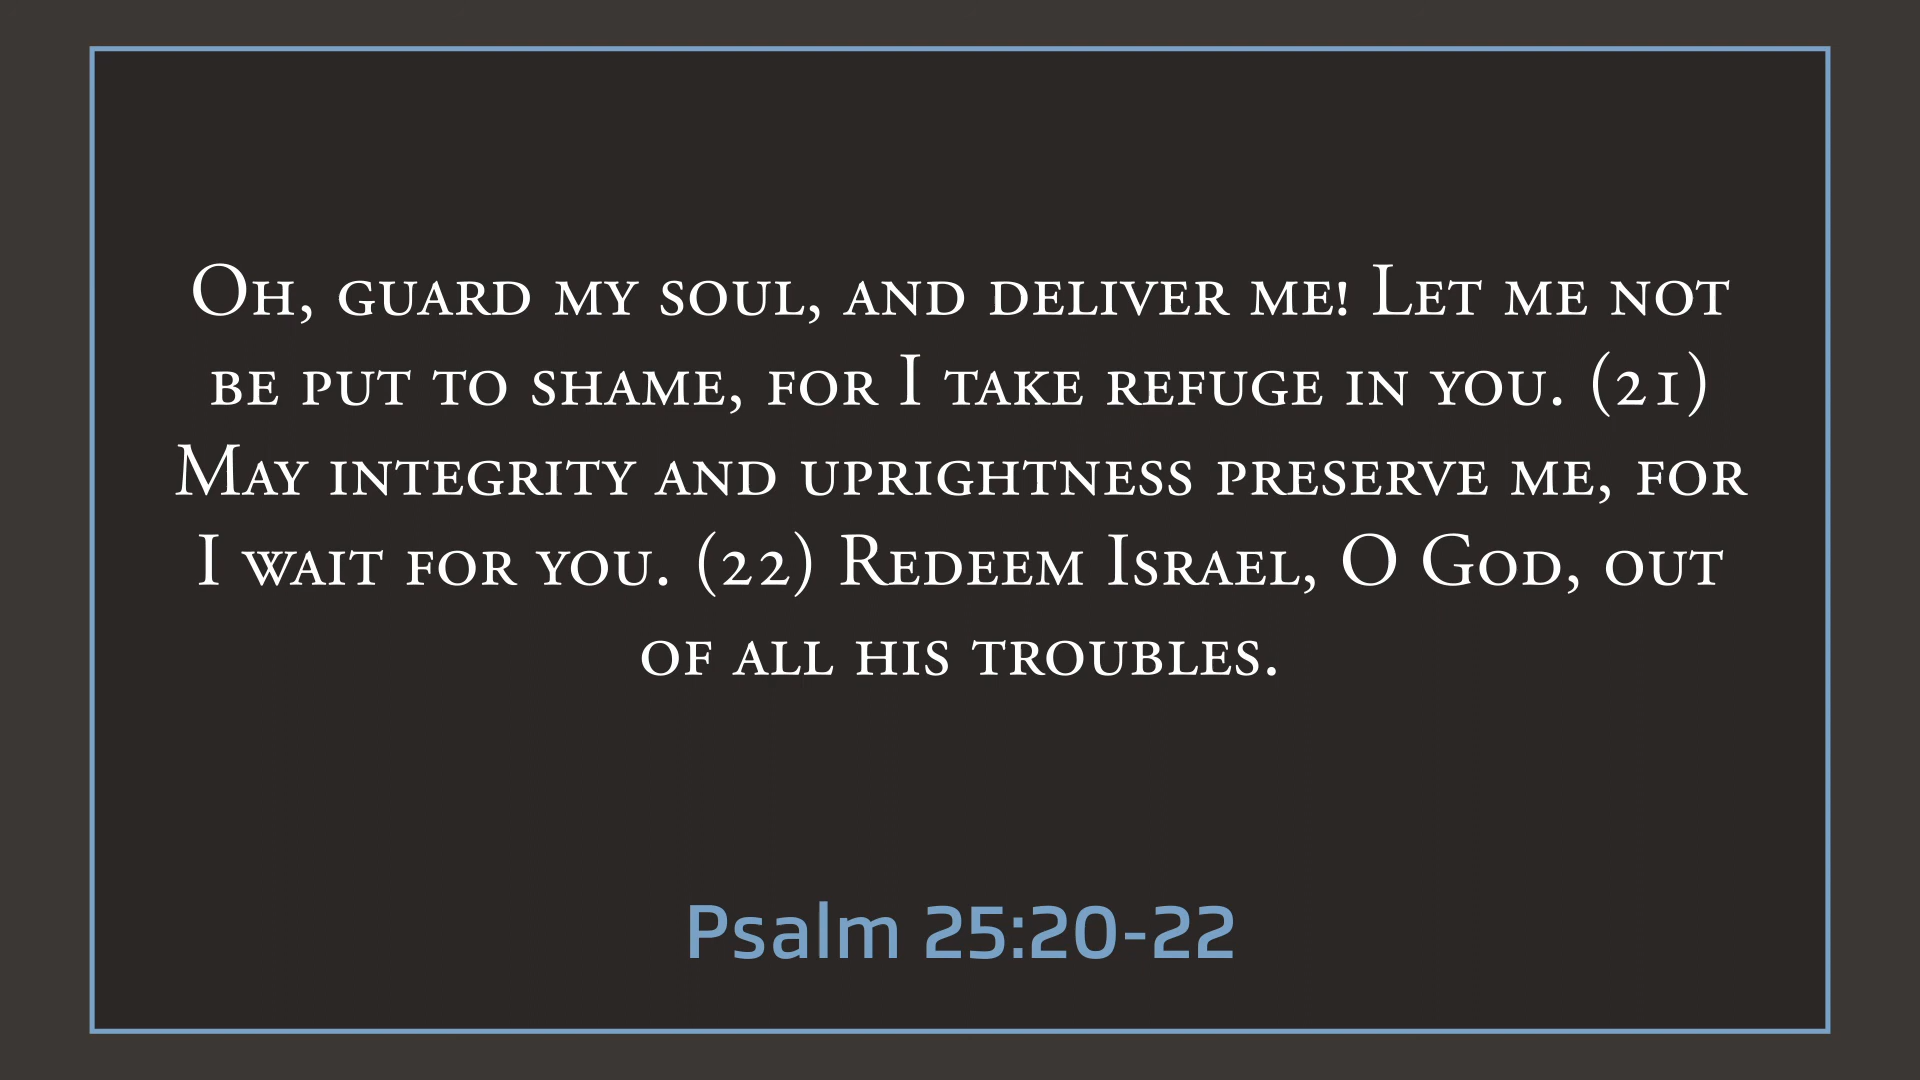 Oh, guard my soul, and deliver me! Let me not
be put to shame, for I take refuge in you. (21)
May integrity and uprightness preserve me, for
I wait for you. (22) Redeem Israel, O God, out
of all his troubles.
Psalm 25:20-22